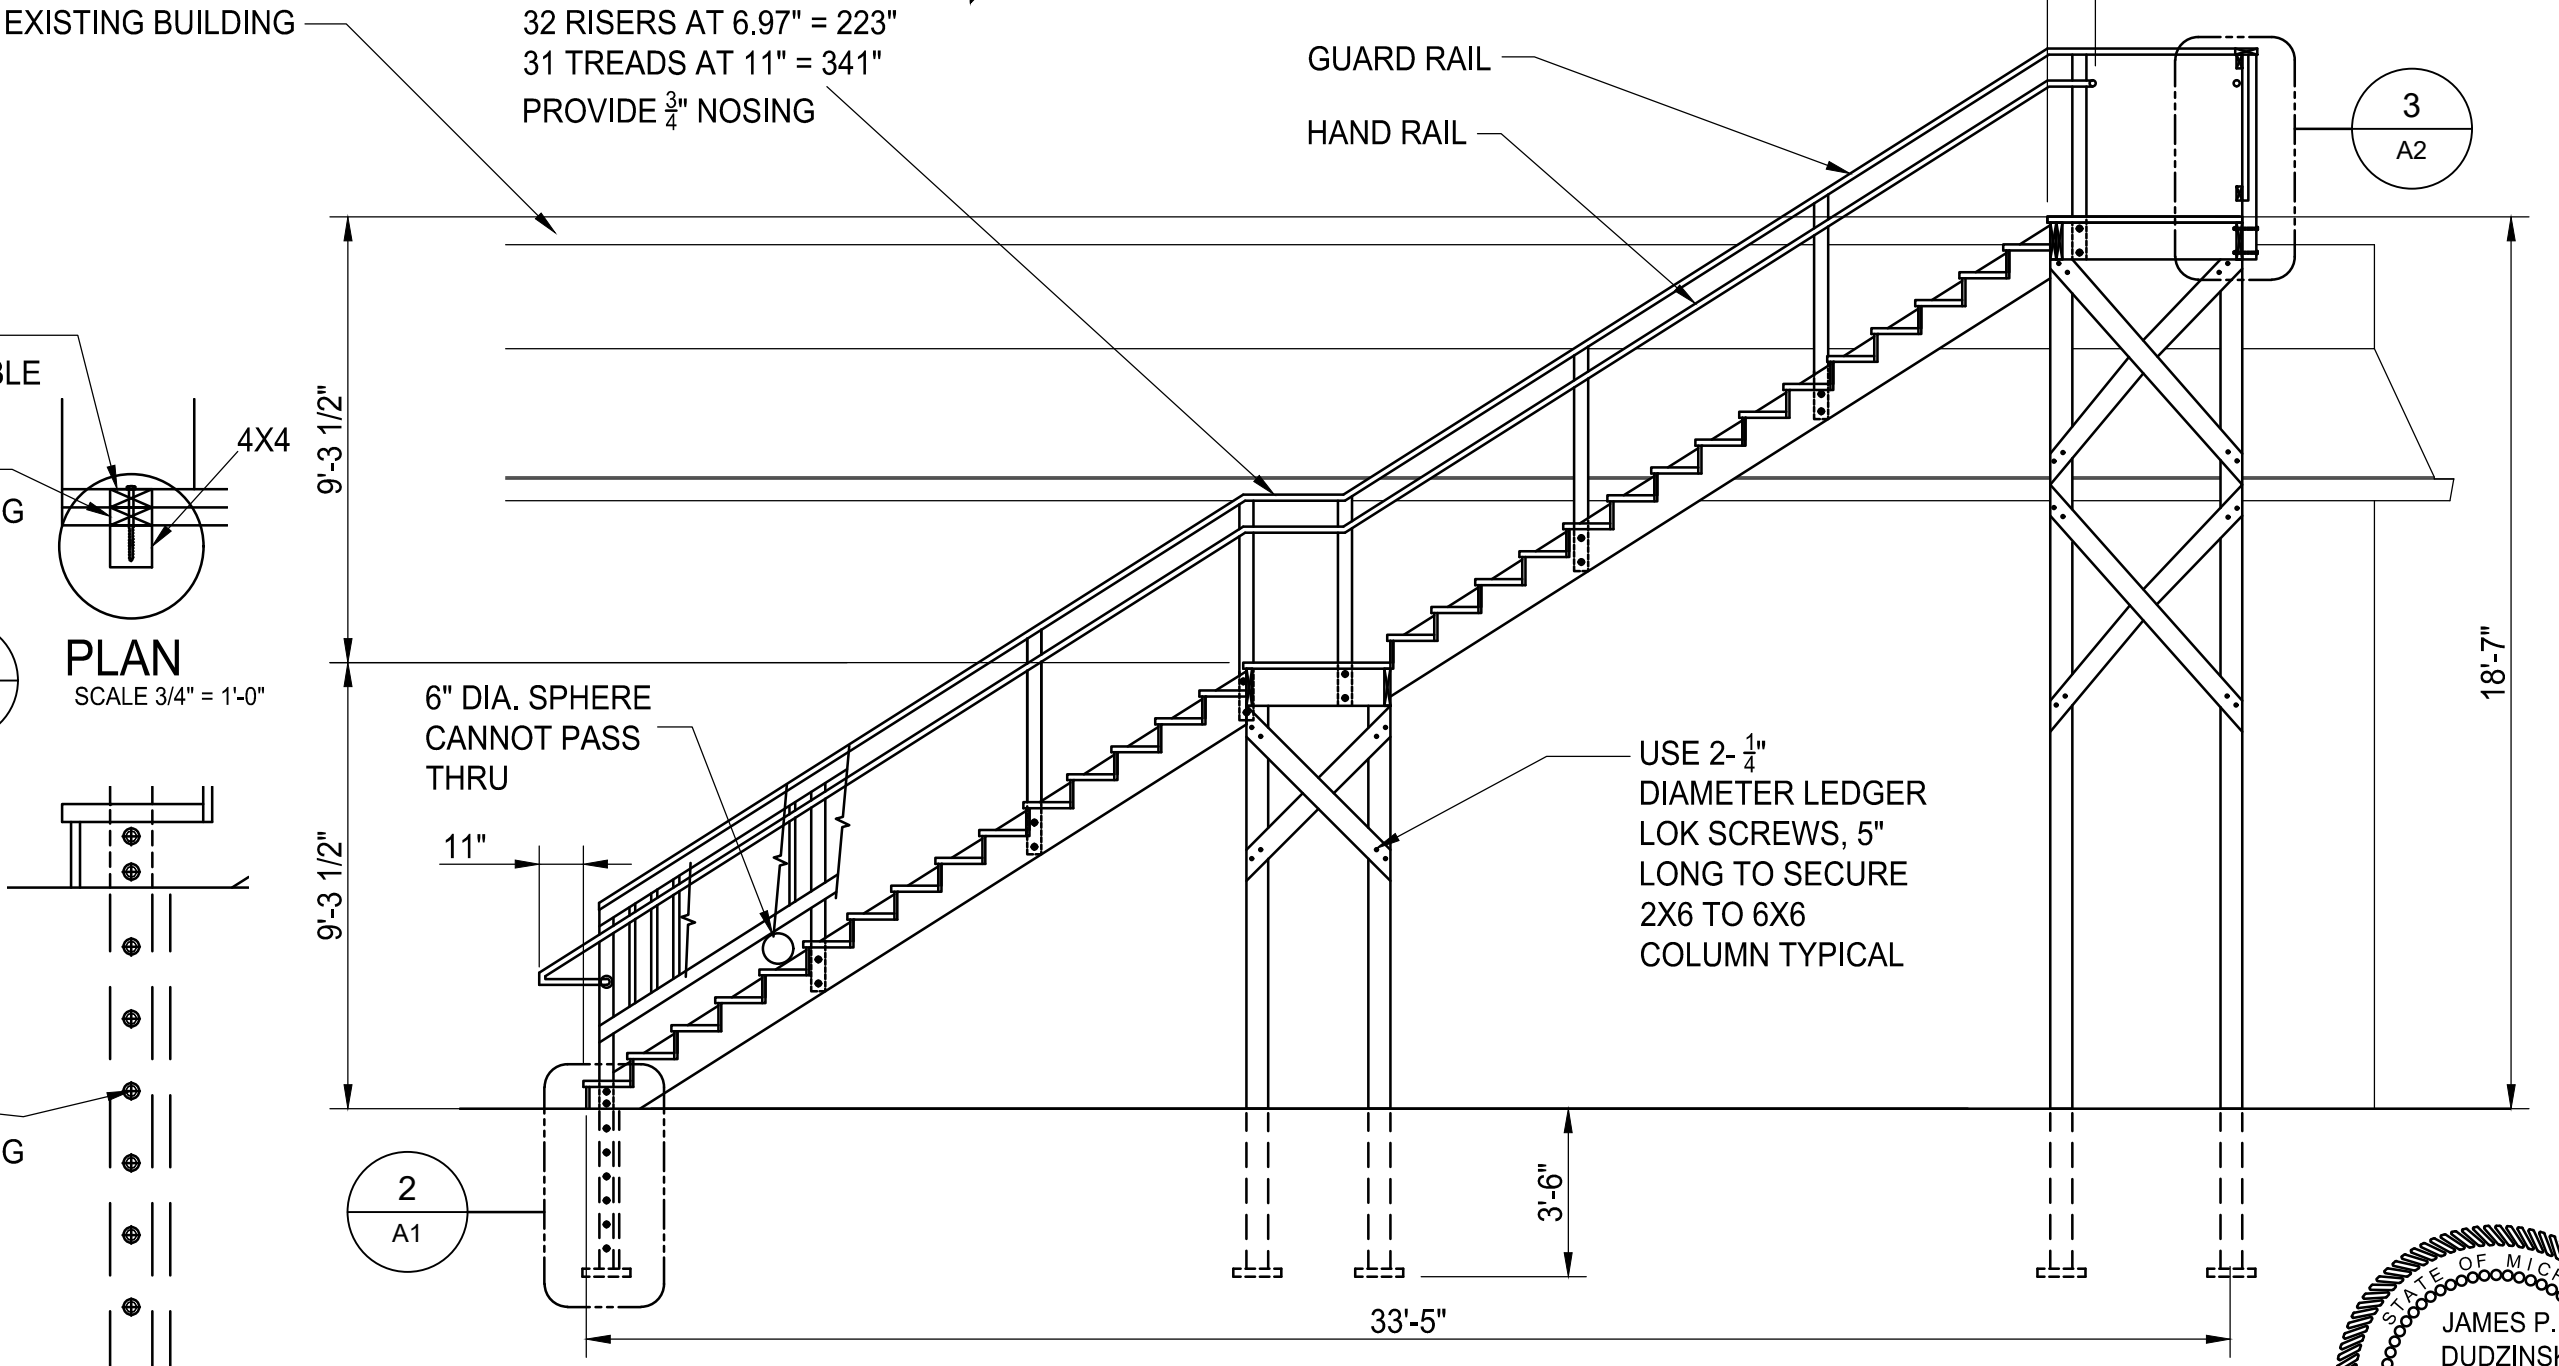 EXISTING BUILDING
32 RISERS AT 6.97" = 223"
31 TREADS AT 11" = 341"
PROVIDE 3/4" NOSING
GUARD RAIL
HAND RAIL
3
A2
4X4
G
9'-3 1/2"
PLAN
SCALE 3/4" = 1'-0"
6" DIA. SPHERE
CANNOT PASS
THRU
11"
9'-3 1/2"
USE 2- 1/4"
DIAMETER LEDGER
LOK SCREWS, 5"
LONG TO SECURE
2X6 TO 6X6
COLUMN TYPICAL
18'-7"
G
2
A1
3'-6"
33'-5"
STATE OF MICH
JAMES P.
DUDZINSK